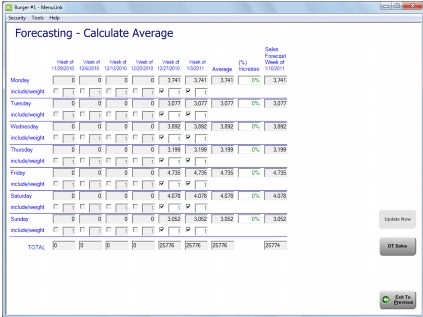 Burger #1 - MenuLink
Security Tools Help
Forecasting - Calculate Average
Sales
Week of Week of Week of Week of Week of Week of (%) Forecast
Week of
11/29/2010 12/6/2010 12/13/2010 12/20/2010 12/27/2010 1/3/2011 Average Increase 1/10/2011
Monday 0 0 0 0 3,741 3,741 3,741 0% 3,741
include/weight 1 1 1 1 1 1
Tuesday 0 0 0 0 3,077 3,077 3,077 0% 3,077
include/weight 1 1 1 1 1 1
Wednesday 0 0 0 0 3,892 3,892 3,892 0% 3,892
include/weight 1 1 1 1 1 1
Thursday 0 0 0 0 3,199 3,199 3,199 0% 3,199
include/weight 1 1 1 1 1 1
Friday 0 0 0 0 4,735 4,735 4,735 0% 4,735
include/weight 1 1 1 1 1 1
Saturday 0 0 0 0 4,078 4,078 4,078 0% 4,078
include/weight 1 1 1 1 1 1
Sunday 0 0 0 0 3,052 3,052 3,052 0% 3,052
include/weight 1 1 1 1 1 1
Update Now
TOTAL 0 0 0 0 25776 25776 25776 25774
DT Sales
Exit To
Previous